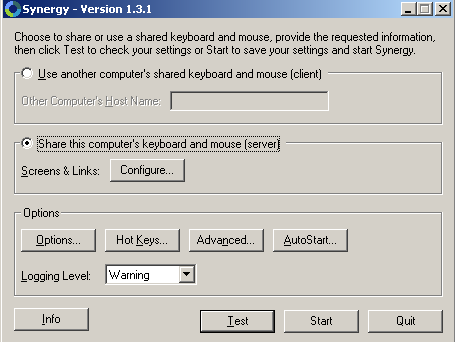 Synergy - Version 1.3.1
Choose to share or use a shared keyboard and mouse, provide the requested information,
then click Test to check your settings or Start to save your settings and start Synergy.
Use another computer's shared keyboard and mouse (client)
Other Computer's Host Name:
Share this computer's keyboard and mouse (server)
Screens & Links: Configure...
Options
Options... Hot Keys... Advanced... AutoStart...
Logging Level: Warning
Info Test Start Quit